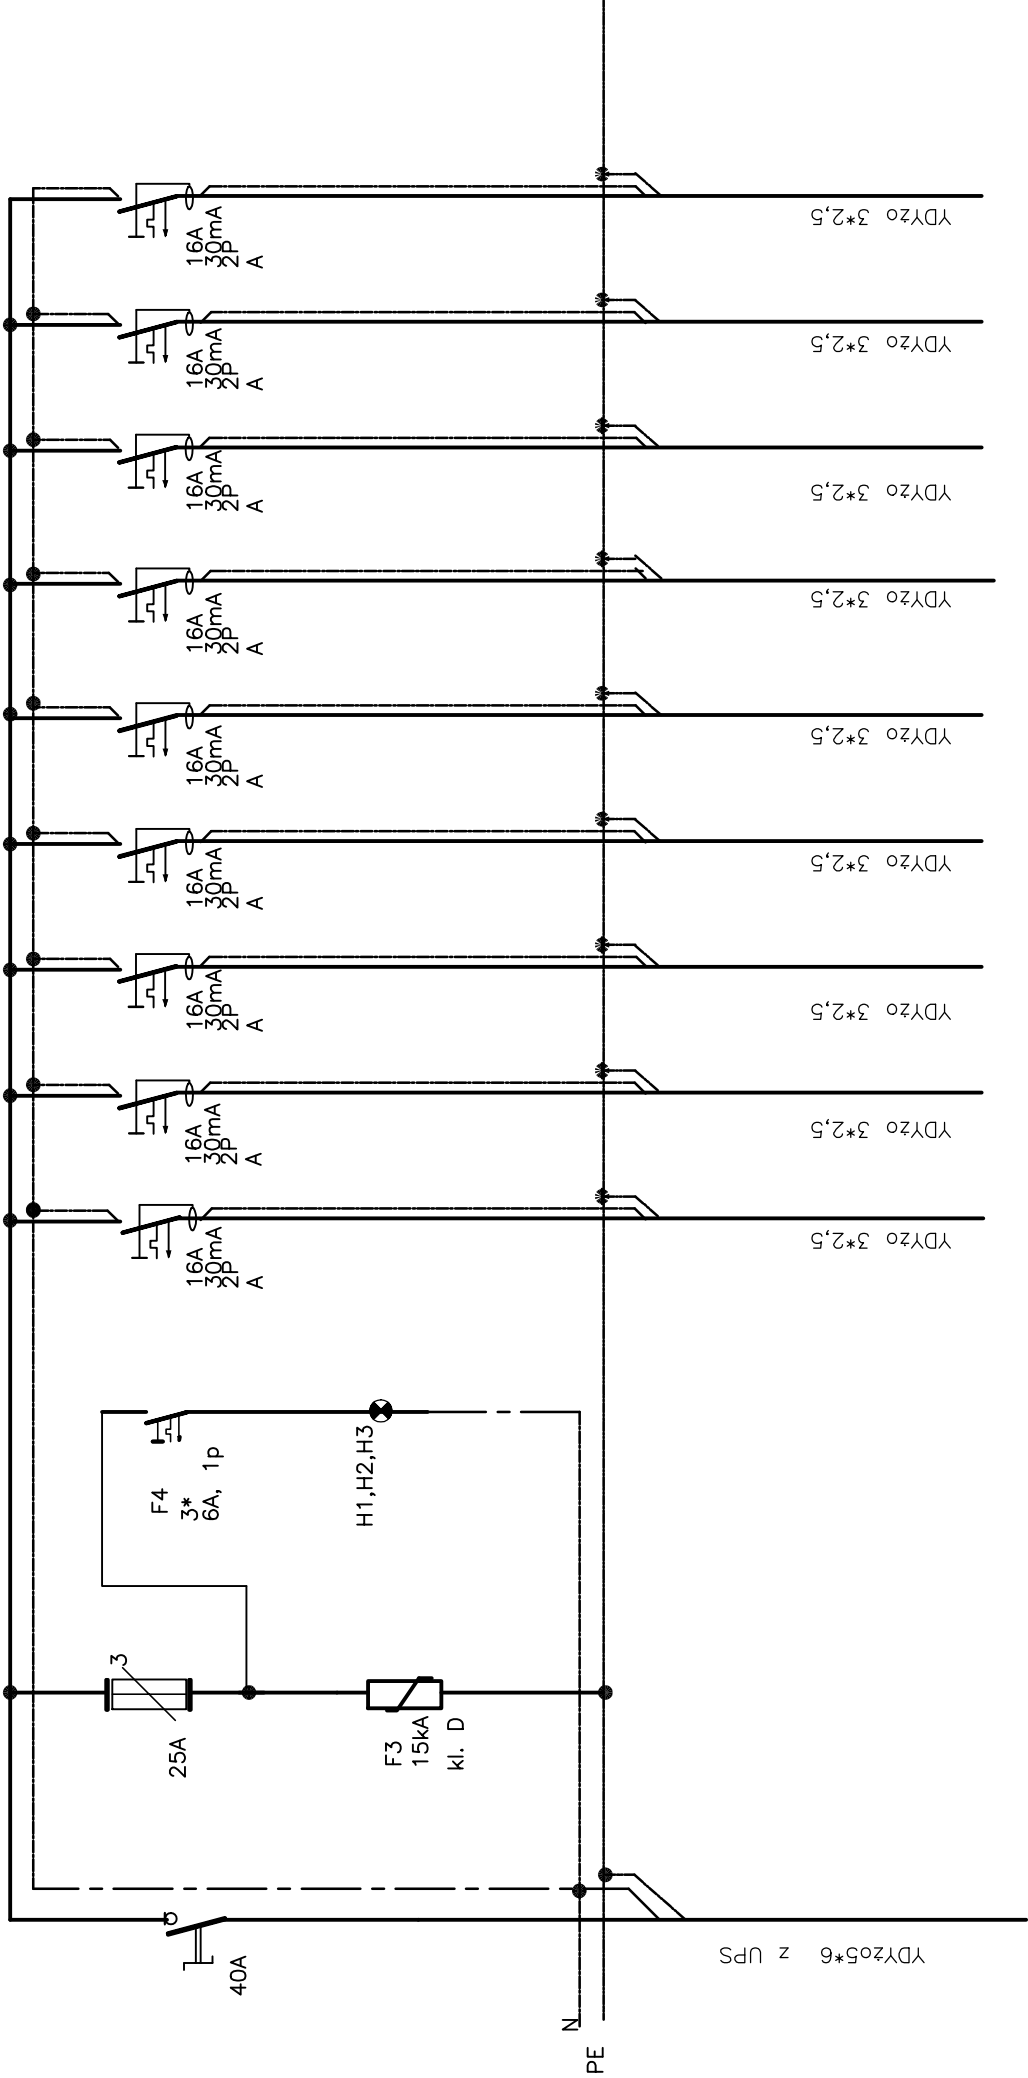 16A
30mA
2P
A
YDYżo 3*2,5
16A
30mA
2P
A
YDYżo 3*2,5
16A
30mA
2P
A
YDYżo 3*2,5
16A
30mA
2P
A
YDYżo 3*2,5
16A
30mA
2P
A
YDYżo 3*2,5
16A
30mA
2P
A
YDYżo 3*2,5
16A
30mA
2P
A
YDYżo 3*2,5
16A
30mA
2P
A
YDYżo 3*2,5
16A
30mA
2P
A
YDYżo 3*2,5
F4
3*
6A, 1p
H1,H2,H3
3
25A
F3
15kA
kl. D
40A
YDYżo5*6 z UPS
N
PE